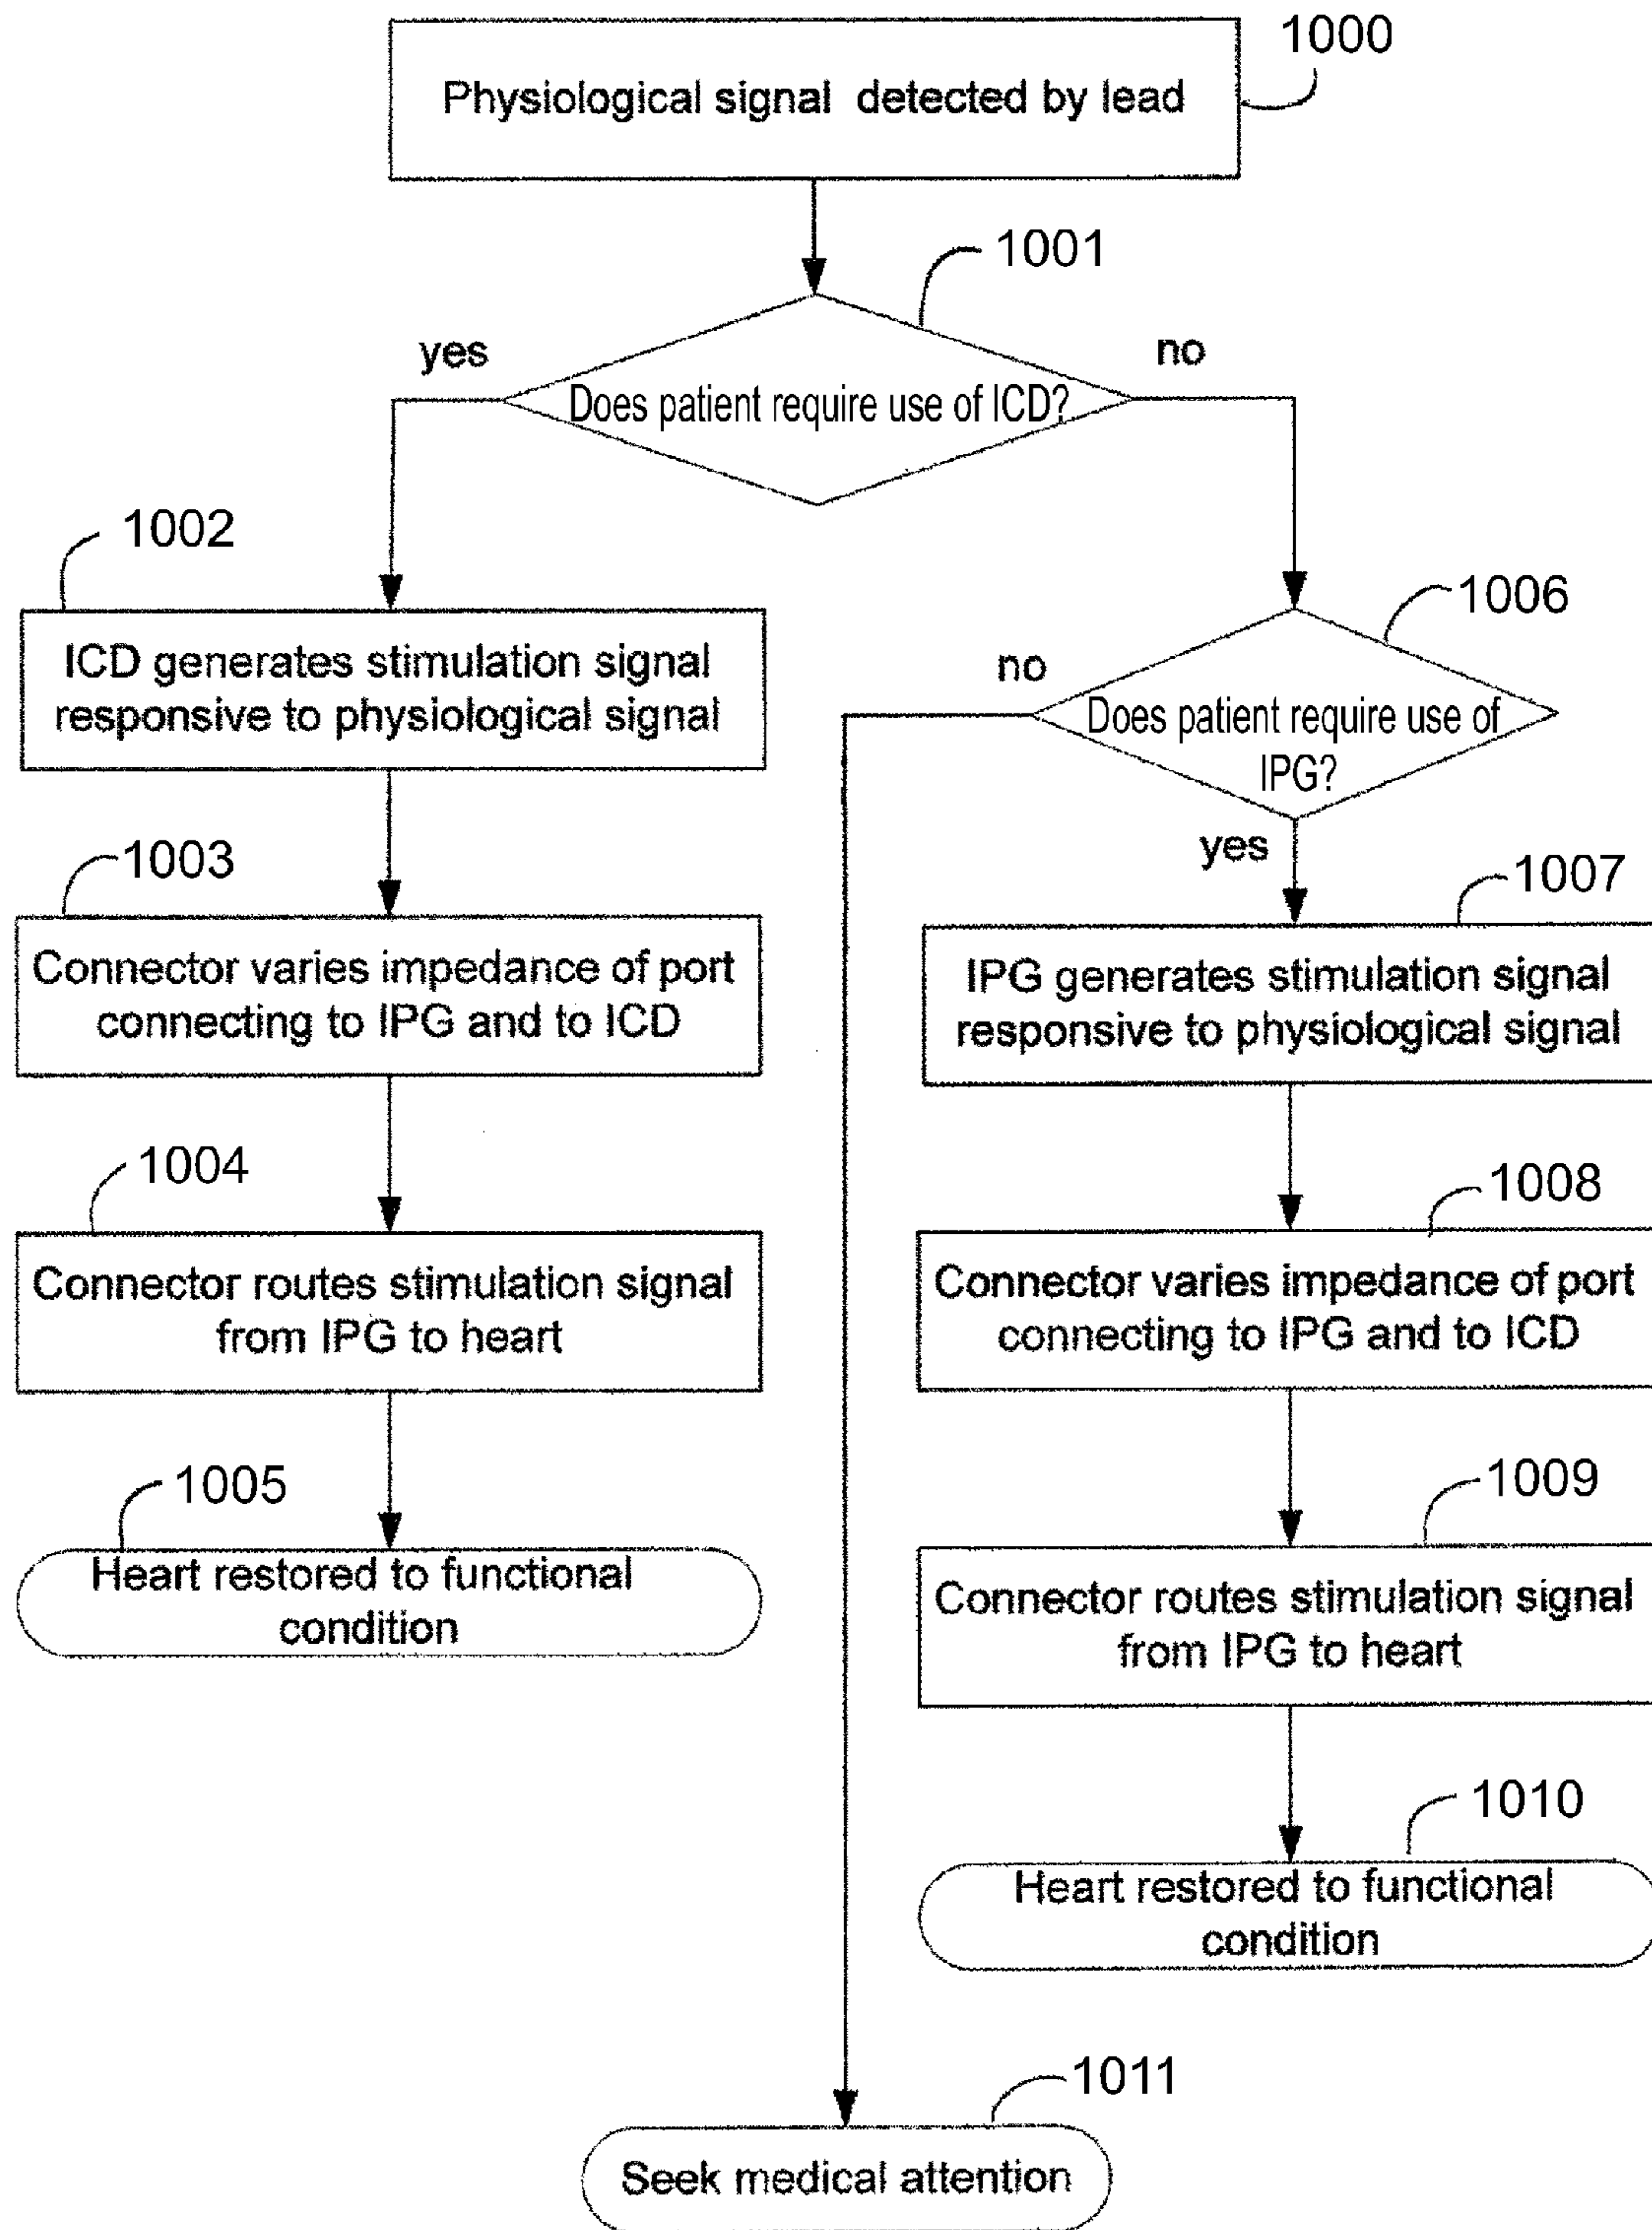 1000
Physiological signal detected by lead
1001
yes
no
Does patient require use of ICD?
1002
ICD generates stimulation signal
responsive to physiological signal
1003
Connector varies impedance of port
connecting to IPG and to ICD
1004
Connector routes stimulation signal
from IPG to heart
1005
Heart restored to functional
condition
1006
no
Does patient require use of
IPG?
yes
1007
IPG generates stimulation signal
responsive to physiological signal
1008
Connector varies impedance of port
connecting to IPG and to ICD
1009
Connector routes stimulation signal
from IPG to heart
1010
Heart restored to functional
condition
1011
Seek medical attention